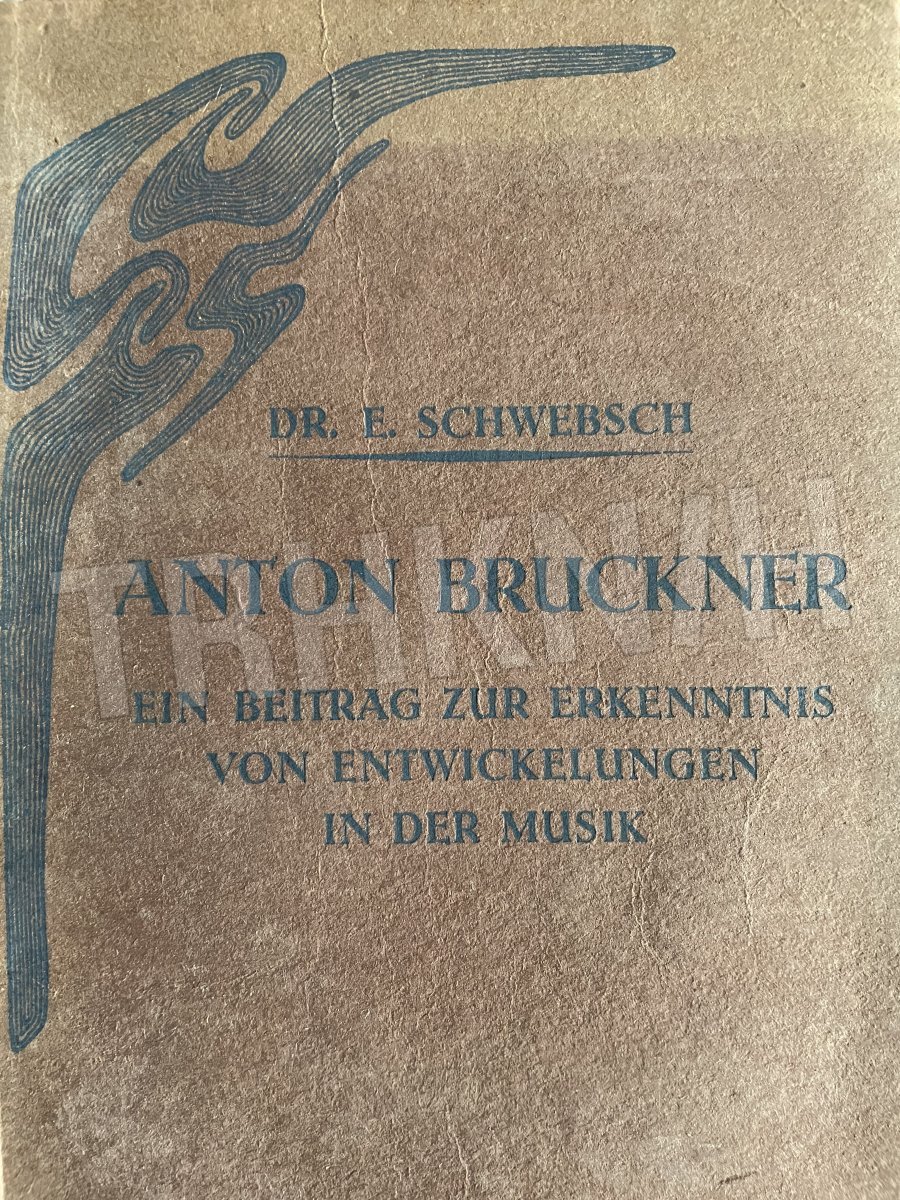 DR. E. SCHWEBSCH
ANTON BRUCKNER
EIN BEITRAG ZUR ERKENNTNIS
VON ENTWICKELUNGEN
IN DER MUSIK